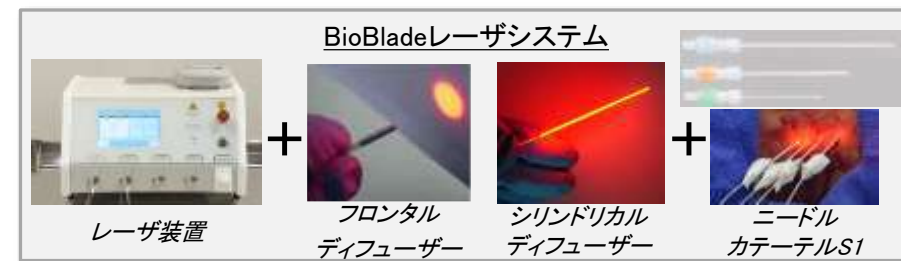 BioBladeレーザシステム
レーザ装置
+
フロンタル
ディフューザー
シリンドリカル
ディフューザー
+
ニードル
カテーテルS1